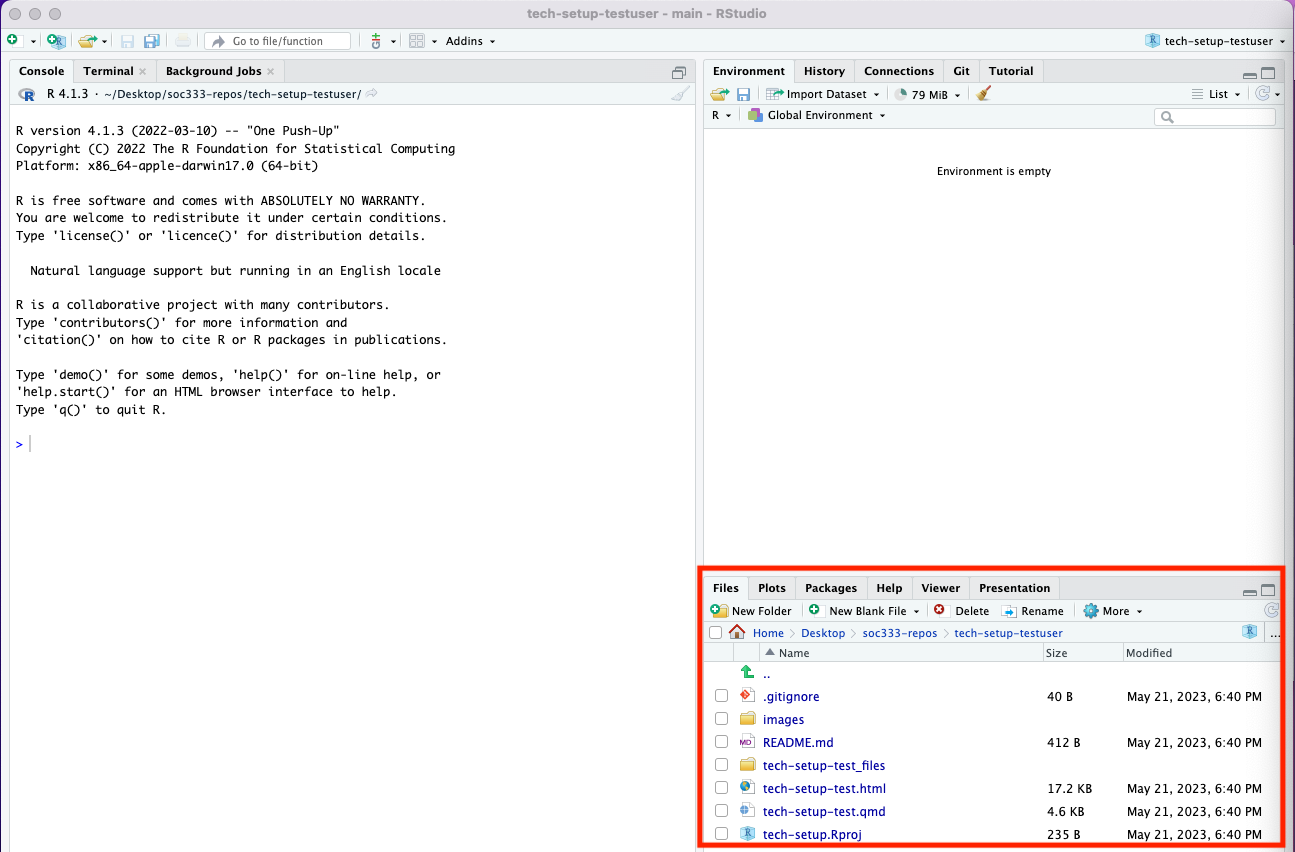 tech-setup-testuser - main - RStudio
Go to file/function
Addins
tech-setup-testuser
Console Terminal Background Jobs
R 4.1.3 · ~/Desktop/soc333-repos/tech-setup-testuser/
R version 4.1.3 (2022-03-10) -- "One Push-Up"
Copyright (C) 2022 The R Foundation for Statistical Computing
Platform: x86_64-apple-darwin17.0 (64-bit)
R is free software and comes with ABSOLUTELY NO WARRANTY.
You are welcome to redistribute it under certain conditions.
Type 'license()' or 'licence()' for distribution details.
Natural language support but running in an English locale
R is a collaborative project with many contributors.
Type 'contributors()' for more information and
'citation()' on how to cite R or R packages in publications.
Type 'demo()' for some demos, 'help()' for on-line help, or
'help.start()' for an HTML browser interface to help.
Type 'q()' to quit R.
>
Environment History Connections Git Tutorial
Import Dataset 79 MiB List
R Global Environment
Environment is empty
Files Plots Packages Help Viewer Presentation
New Folder New Blank File Delete Rename More
Home Desktop soc333-repos tech-setup-testuser ...
Name Size Modified
..
.gitignore 40 B May 21, 2023, 6:40 PM
images
README.md 412 B May 21, 2023, 6:40 PM
tech-setup-test_files
tech-setup-test.html 17.2 KB May 21, 2023, 6:40 PM
tech-setup-test.qmd 4.6 KB May 21, 2023, 6:40 PM
tech-setup.Rproj 235 B May 21, 2023, 6:40 PM